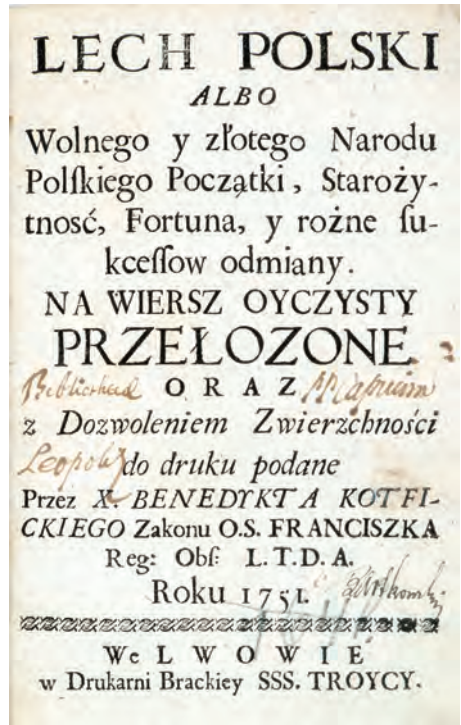 LECH POLSKI
ALBO
Wolnego y złotego Narodu
Polſkiego Początki, Staroży-
tność, Fortuna, y rożne ſu-
kceſſow odmiany.
NA WIERSZ OYCZYSTY
PRZEŁOZONE
ORAZ
z Dozwoleniem Zwierzchności
do druku podane
Przez X. BENEDYKTA KOTFI-
CKIEGO Zakonu O.S. FRANCISZKA
Reg: Obſ: L.T.D.A.
Roku 1751.
We LWOWIE
w Drukarni Brackiey SSS. TROYCY.